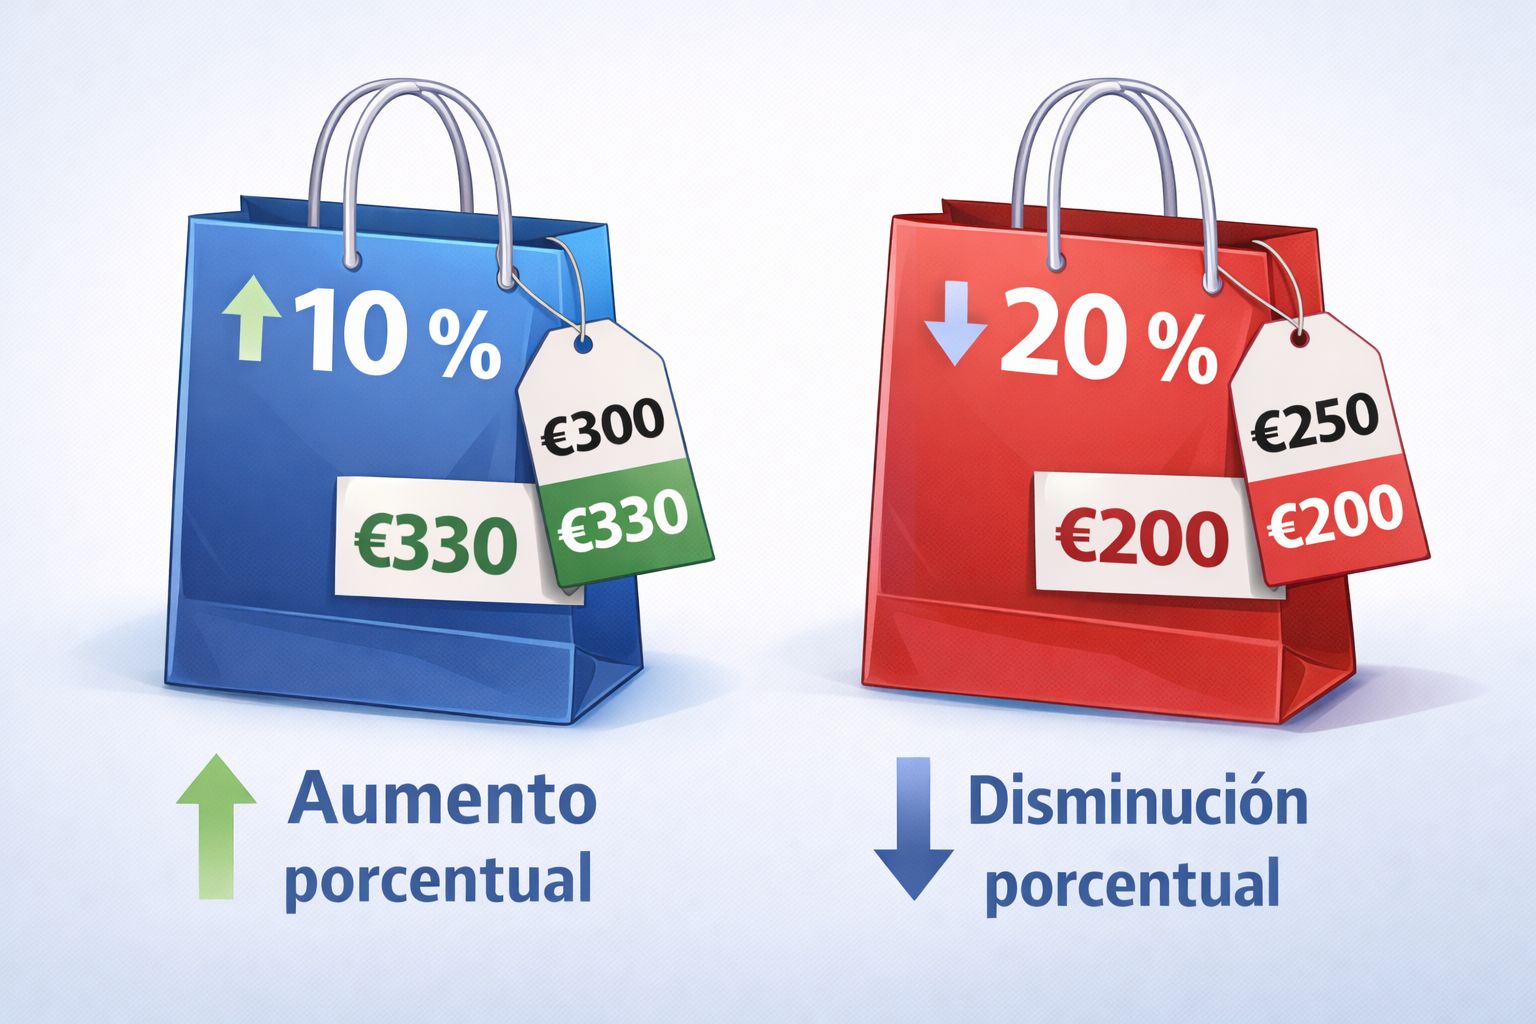 10 %
€300
€330
€330
Aumento
porcentual
20 %
€250
€200
€200
Disminución
porcentual